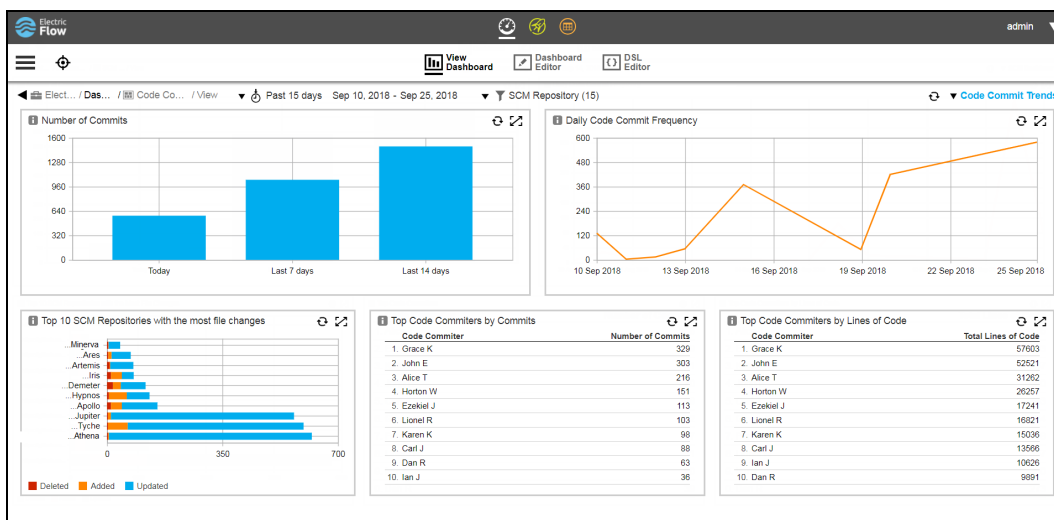 Electric
Flow
admin
View
Dashboard
Dashboard
Editor
DSL
Editor
Elect... / Das... / Code Co... / View
Past 15 days Sep 10, 2018 - Sep 25, 2018
SCM Repository (15)
Code Commit Trends
Number of Commits
1600
1280
960
640
320
0
Today
Last 7 days
Last 14 days
Daily Code Commit Frequency
600
480
360
240
120
0
10 Sep 2018
13 Sep 2018
16 Sep 2018
19 Sep 2018
22 Sep 2018
25 Sep 2018
Top 10 SCM Repositories with the most file changes
...Minerva
...Ares
...Artemis
...Iris
...Demeter
...Hypnos
...Apollo
...Jupiter
...Tyche
...Athena
0
350
700
Deleted Added Updated
Top Code Commiters by Commits
Code Commiter Number of Commits
1. Grace K 329
2. John E 303
3. Alice T 216
4. Horton W 151
5. Ezekiel J 113
6. Lionel R 103
7. Karen K 98
8. Carl J 88
9. Dan R 63
10. Ian J 36
Top Code Commiters by Lines of Code
Code Commiter Total Lines of Code
1. Grace K 57603
2. John E 52521
3. Alice T 31262
4. Horton W 26257
5. Ezekiel J 17241
6. Lionel R 16821
7. Karen K 15036
8. Carl J 13566
9. Ian J 10626
10. Dan R 9891